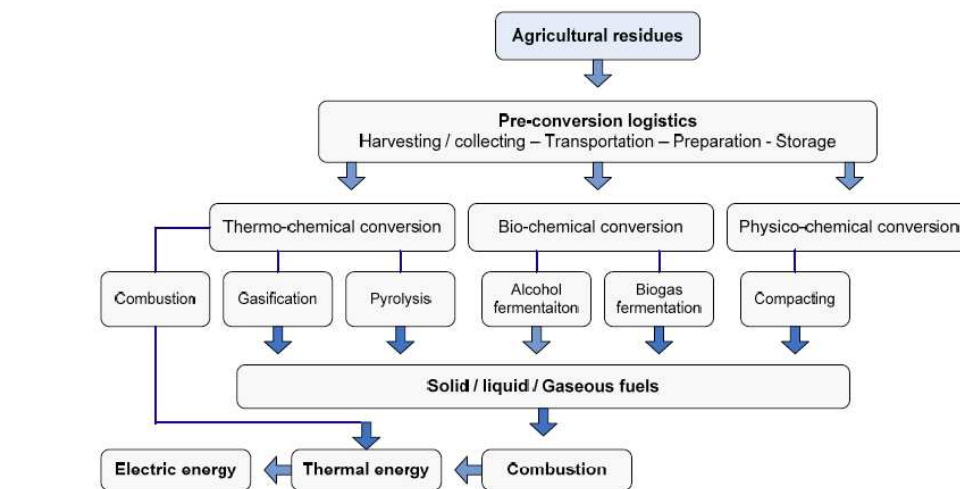 Agricultural residues
Pre-conversion logistics
Harvesting / collecting – Transportation – Preparation - Storage
Thermo-chemical conversion
Bio-chemical conversion
Physico-chemical conversion
Combustion
Gasification
Pyrolysis
Alcohol
fermentaiton
Biogas
fermentation
Compacting
Solid / liquid / Gaseous fuels
Electric energy
Thermal energy
Combustion